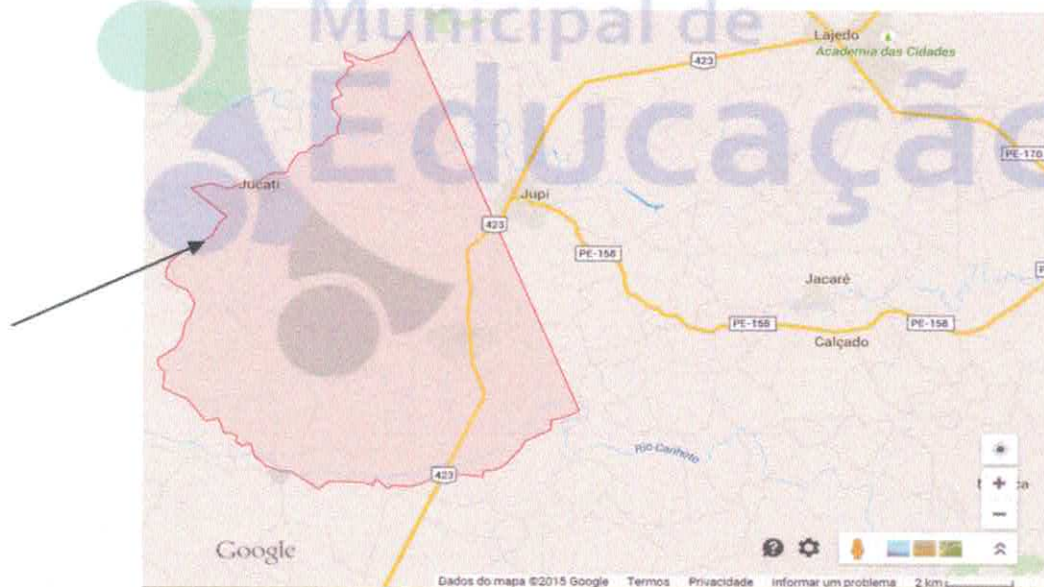 Municipal de
Educação
Lajedo
Academia das Cidades
423
PE-170
Jucati
Jupi
423
PE-158
Jacaré
PE-158
PE-158
Calçado
Rio Canhoto
423
Google
Dados do mapa ©2015 Google Termos Privacidade Informar um problema 2 km